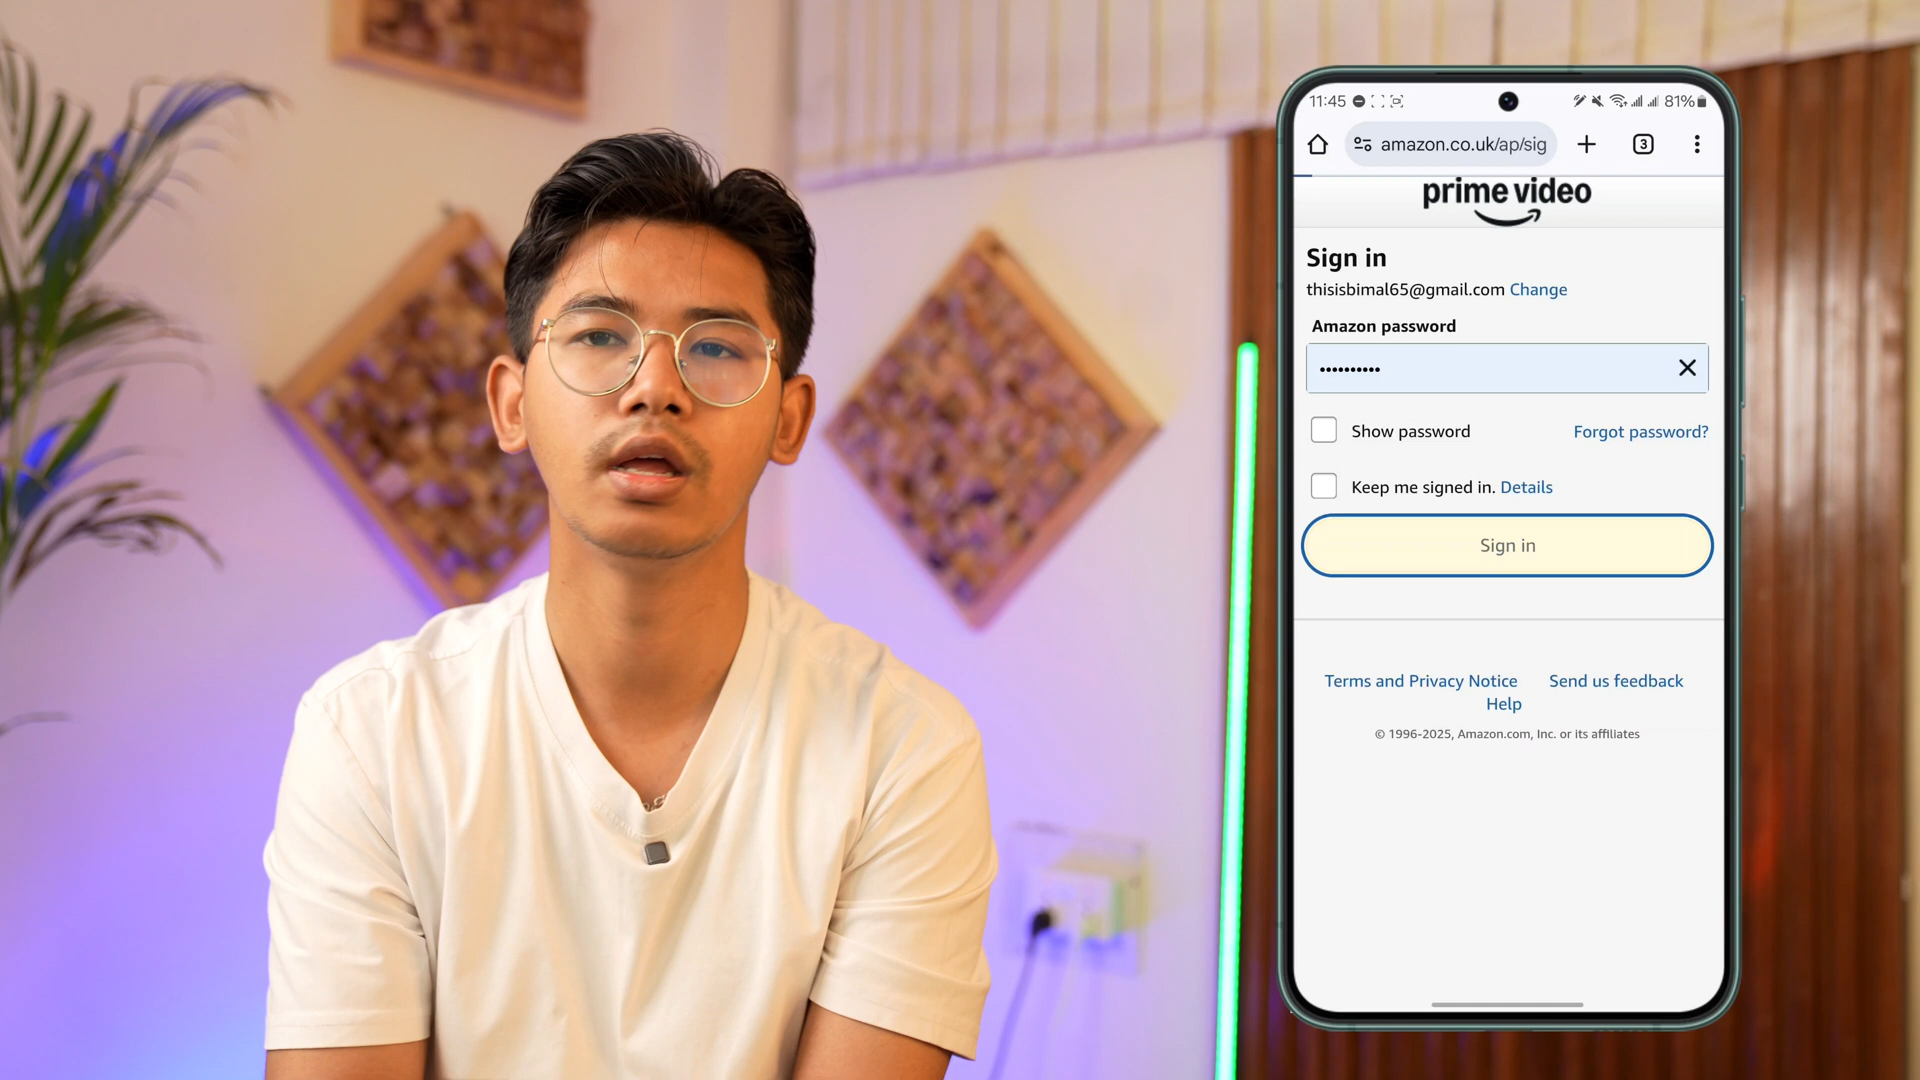 11:45 81%
amazon.co.uk/ap/sig 3
prime video
Sign in
thisisbimal65@gmail.com Change
Amazon password
••••••••••
Show password Forgot password?
Keep me signed in. Details
Sign in
Terms and Privacy Notice Send us feedback
Help
© 1996-2025, Amazon.com, Inc. or its affiliates